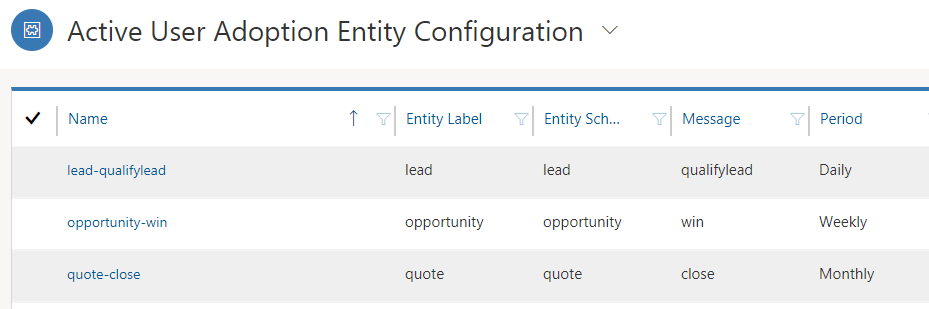 Active User Adoption Entity Configuration
Name Entity Label Entity Sch... Message Period
lead-qualifylead lead lead qualifylead Daily
opportunity-win opportunity opportunity win Weekly
quote-close quote quote close Monthly